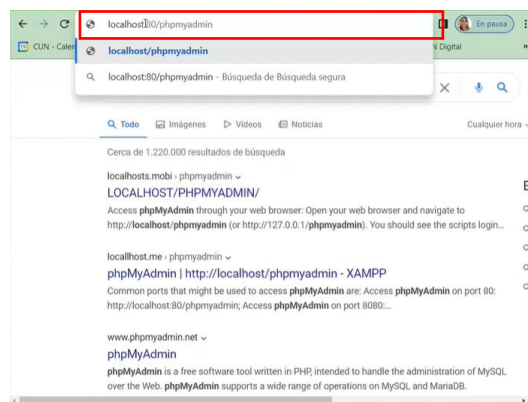 localhost:80/phpmyadmin
En pausa
CUN - Calen
N Digital
localhost/phpmyadmin
localhost:80/phpmyadmin - Búsqueda de Búsqueda segura
Todo Imágenes Videos Noticias Cualquier hora
Cerca de 1.220.000 resultados de búsqueda
localhosts.mobi › phpmyadmin
LOCALHOST/PHPMYADMIN/
Access phpMyAdmin through your web browser: Open your web browser and navigate to
http://localhost/phpmyadmin (or http://127.0.0.1/phpmyadmin). You should see the scripts login...
locallhost.me › phpmyadmin
phpMyAdmin | http://localhost/phpmyadmin - XAMPP
Common ports that might be used to access phpMyAdmin are: Access phpMyAdmin on port 80:
http://localhost:80/phpmyadmin; Access phpMyAdmin on port 8080:...
www.phpmyadmin.net
phpMyAdmin
phpMyAdmin is a free software tool written in PHP, intended to handle the administration of MySQL
over the Web. phpMyAdmin supports a wide range of operations on MySQL and MariaDB.